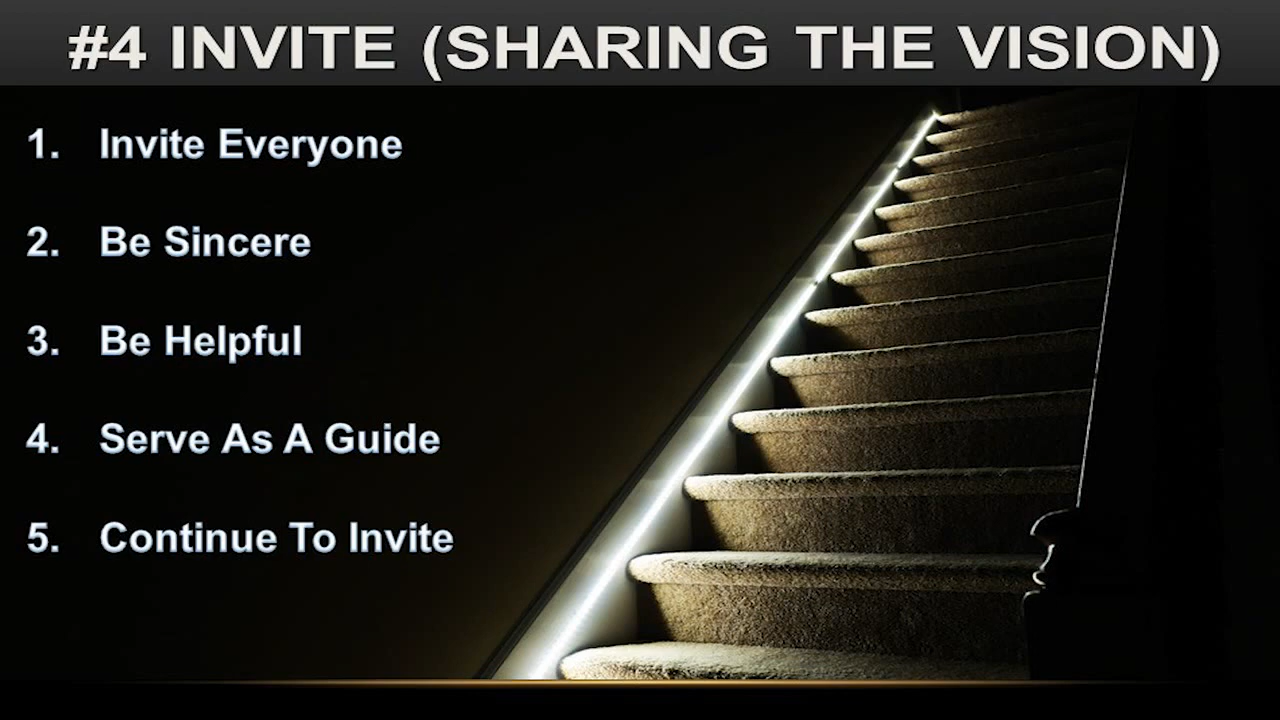 #4 INVITE (SHARING THE VISION)
1. Invite Everyone
2. Be Sincere
3. Be Helpful
4. Serve As A Guide
5. Continue To Invite